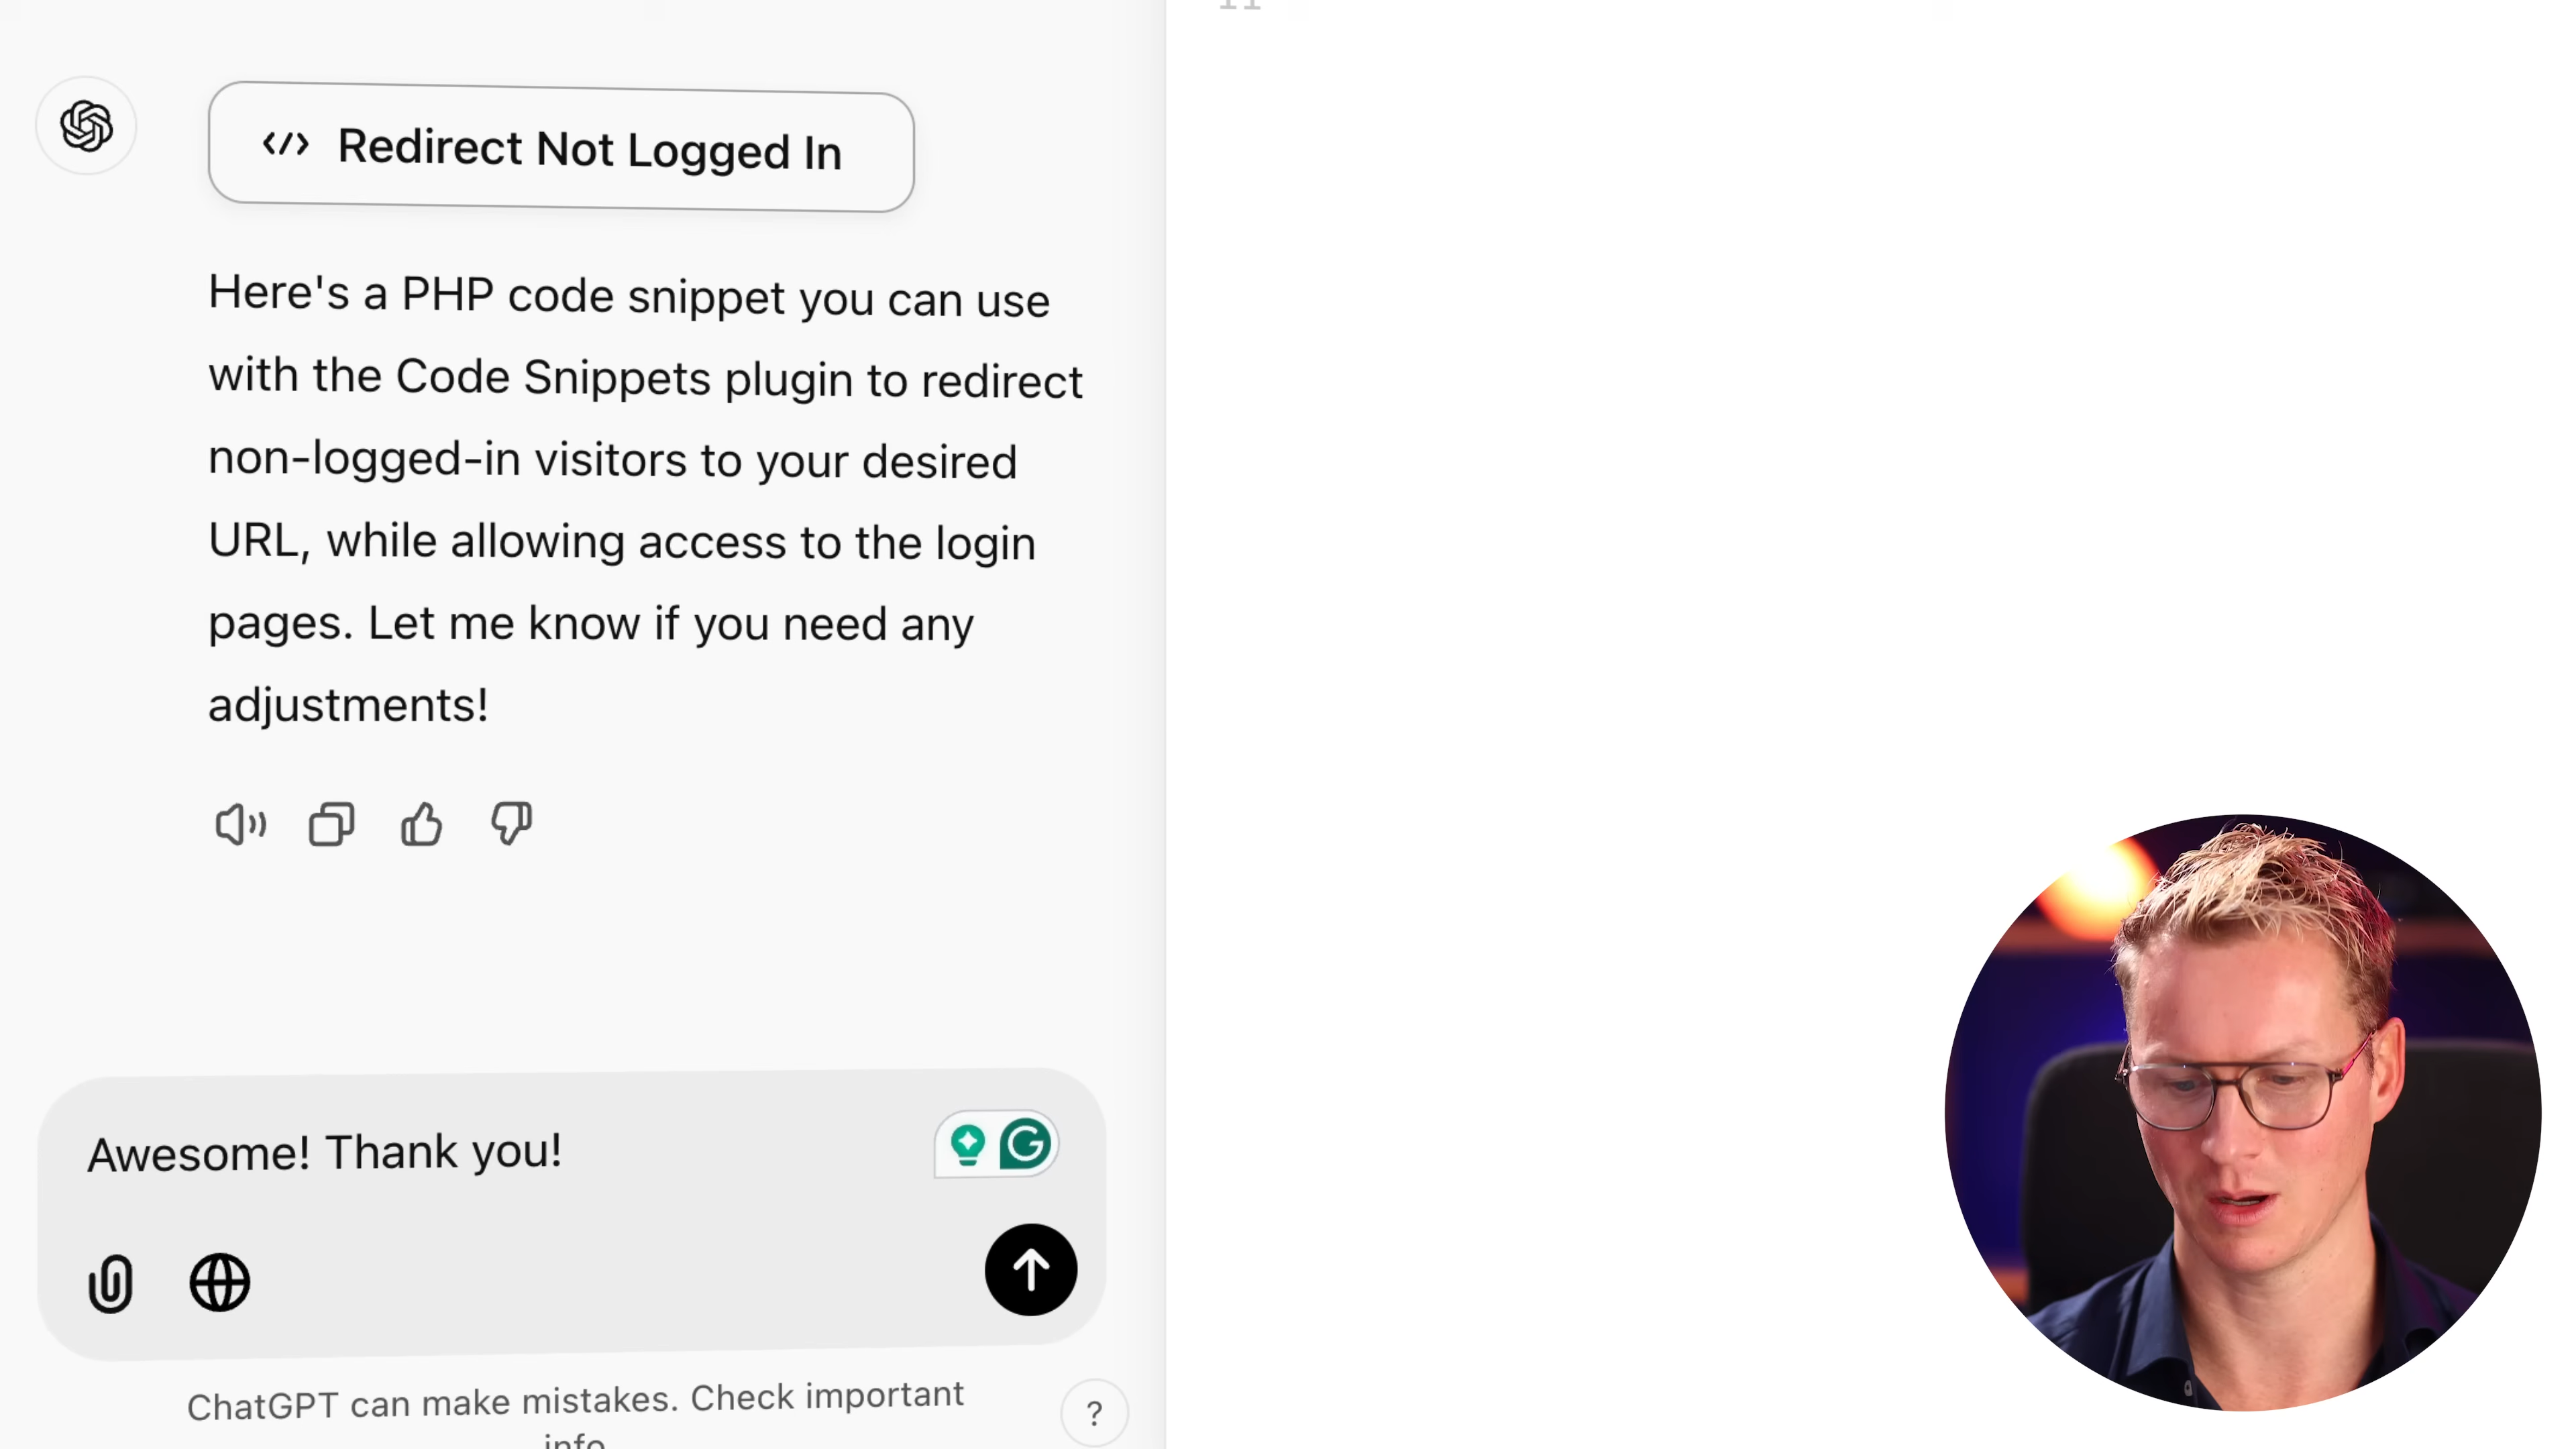 11
Redirect Not Logged In
Here's a PHP code snippet you can use
with the Code Snippets plugin to redirect
non-logged-in visitors to your desired
URL, while allowing access to the login
pages. Let me know if you need any
adjustments!
Awesome! Thank you!
ChatGPT can make mistakes. Check important
info.
?